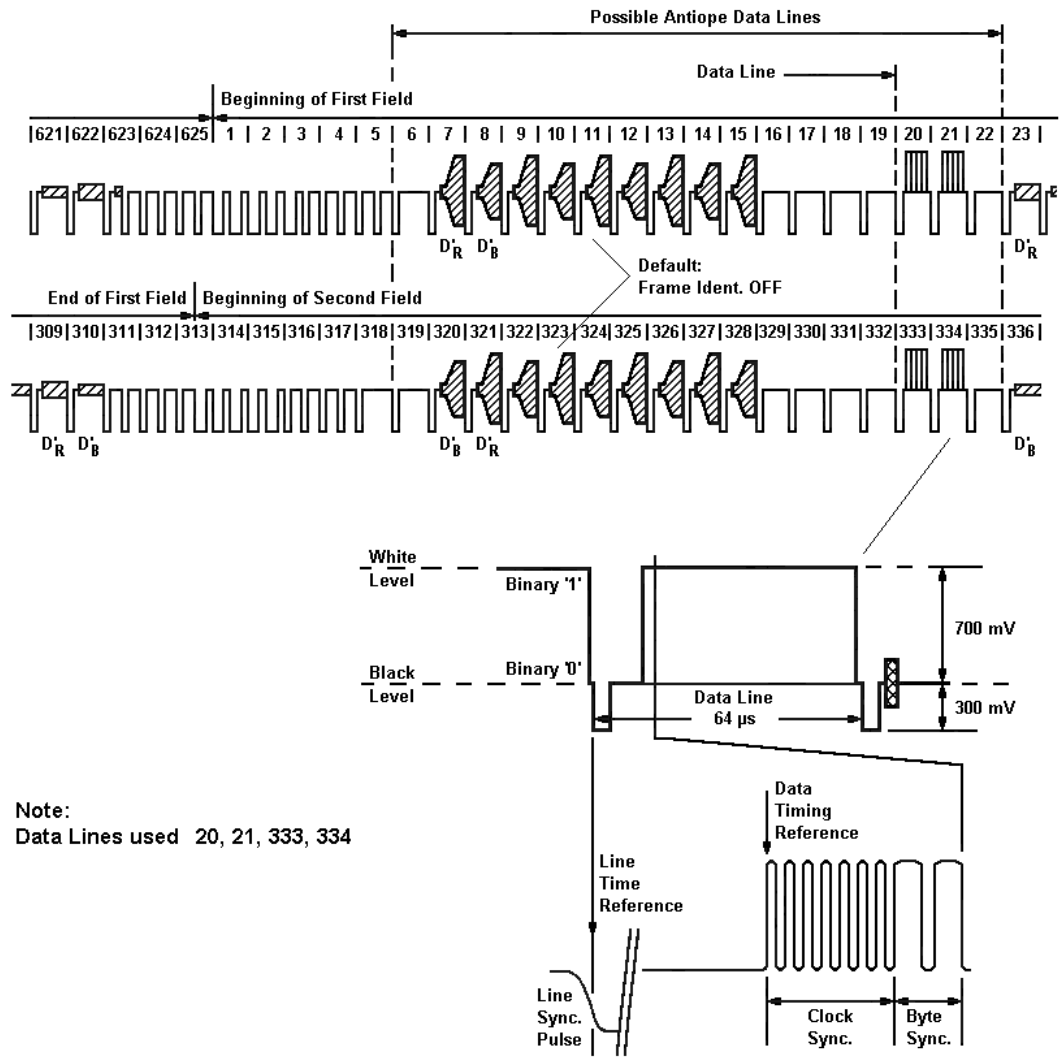 Possible Antiope Data Lines
Data Line
Beginning of First Field
621 622 623 624 625 1 2 3 4 5 6 7 8 9 10 11 12 13 14 15 16 17 18 19 20 21 22 23
D'R D'B D'R
Default:
Frame Ident. OFF
End of First Field Beginning of Second Field
309 310 311 312 313 314 315 316 317 318 319 320 321 322 323 324 325 326 327 328 329 330 331 332 333 334 335 336
D'R D'B D'B D'R D'B
White
Level
Binary '1'
700 mV
Black
Level
Binary '0'
Data Line
64 µs
300 mV
Note:
Data Lines used 20, 21, 333, 334
Data
Timing
Reference
Line
Time
Reference
Line
Sync.
Pulse
Clock
Sync.
Byte
Sync.